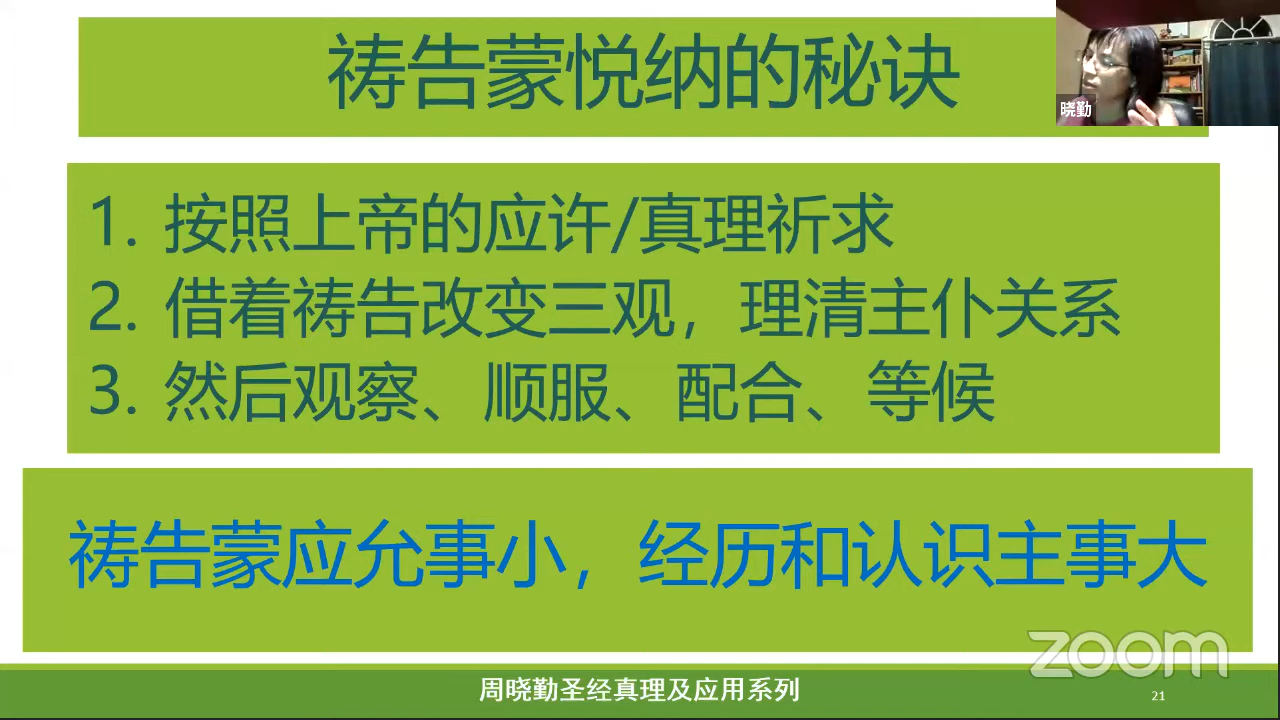 祷告蒙悦纳的秘诀
晓勤
1. 按照上帝的应许/真理祈求
2. 借着祷告改变三观，理清主仆关系
3. 然后观察、顺服、配合、等候
祷告蒙应允事小，经历和认识主事大
zoom
周晓勤圣经真理及应用系列
21